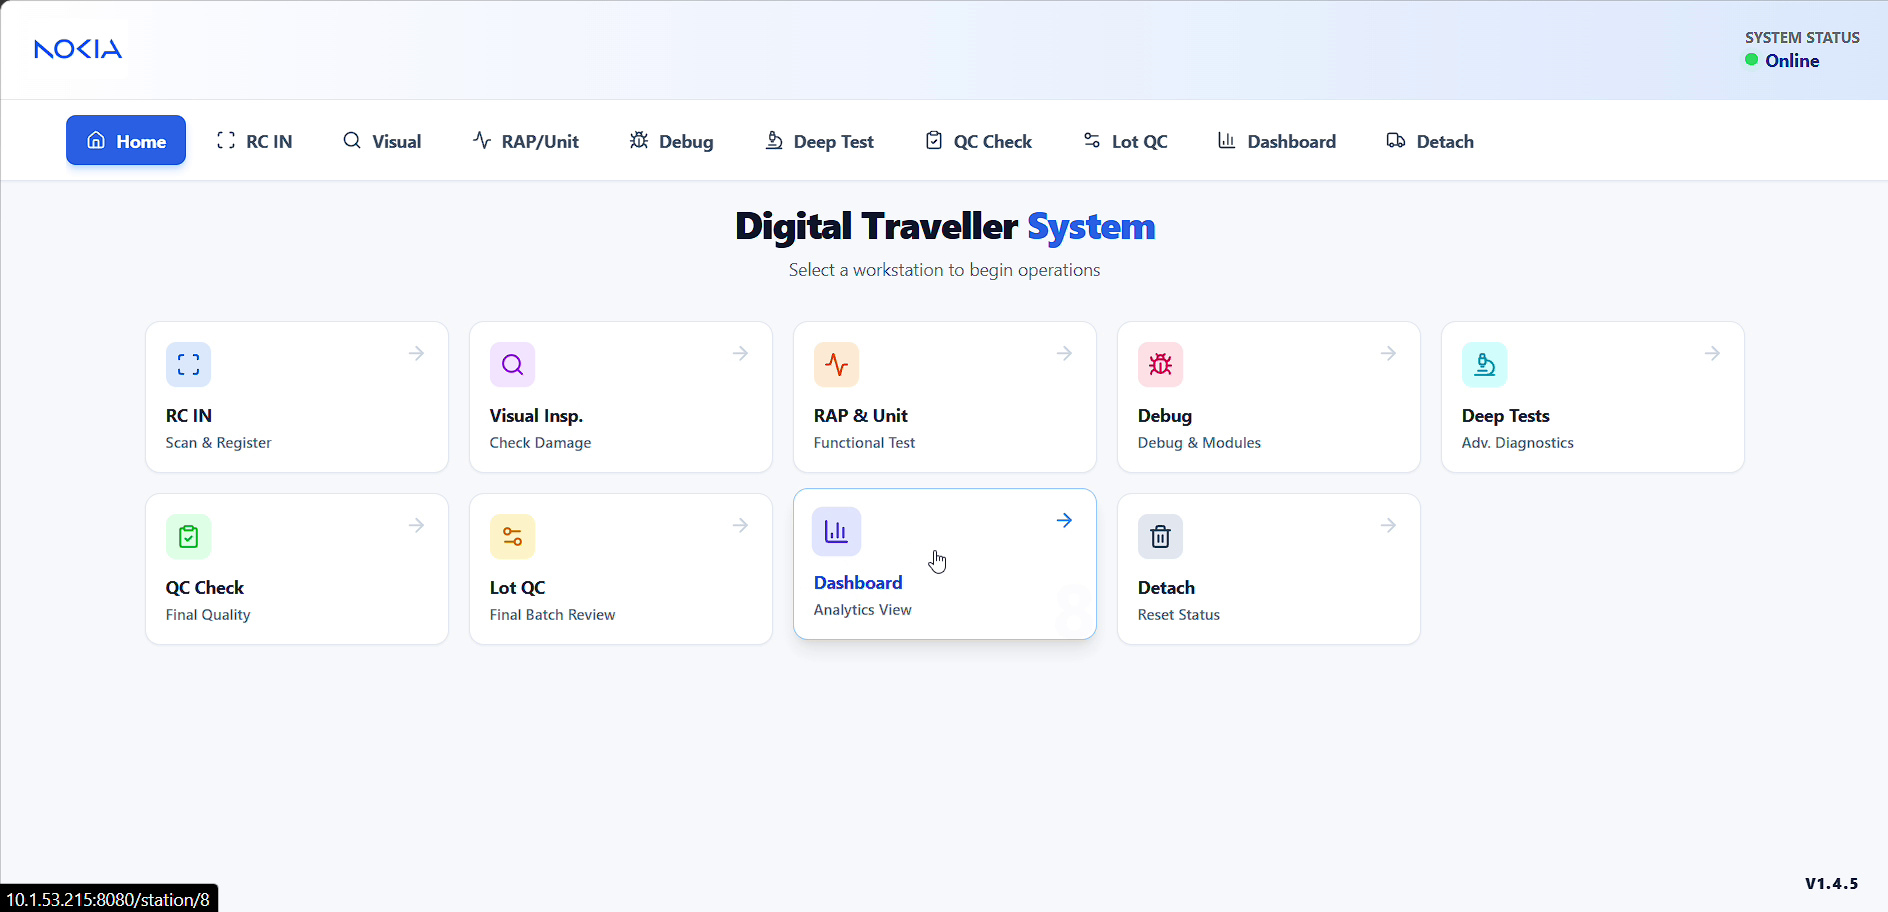 NOKIA
SYSTEM STATUS
Online
Home RC IN Visual RAP/Unit Debug Deep Test QC Check Lot QC Dashboard Detach
Digital Traveller System
Select a workstation to begin operations
RC IN
Scan & Register
Visual Insp.
Check Damage
RAP & Unit
Functional Test
Debug
Debug & Modules
Deep Tests
Adv. Diagnostics
QC Check
Final Quality
Lot QC
Final Batch Review
Dashboard
Analytics View
8
Detach
Reset Status
V1.4.5
10.1.53.215:8080/station/8